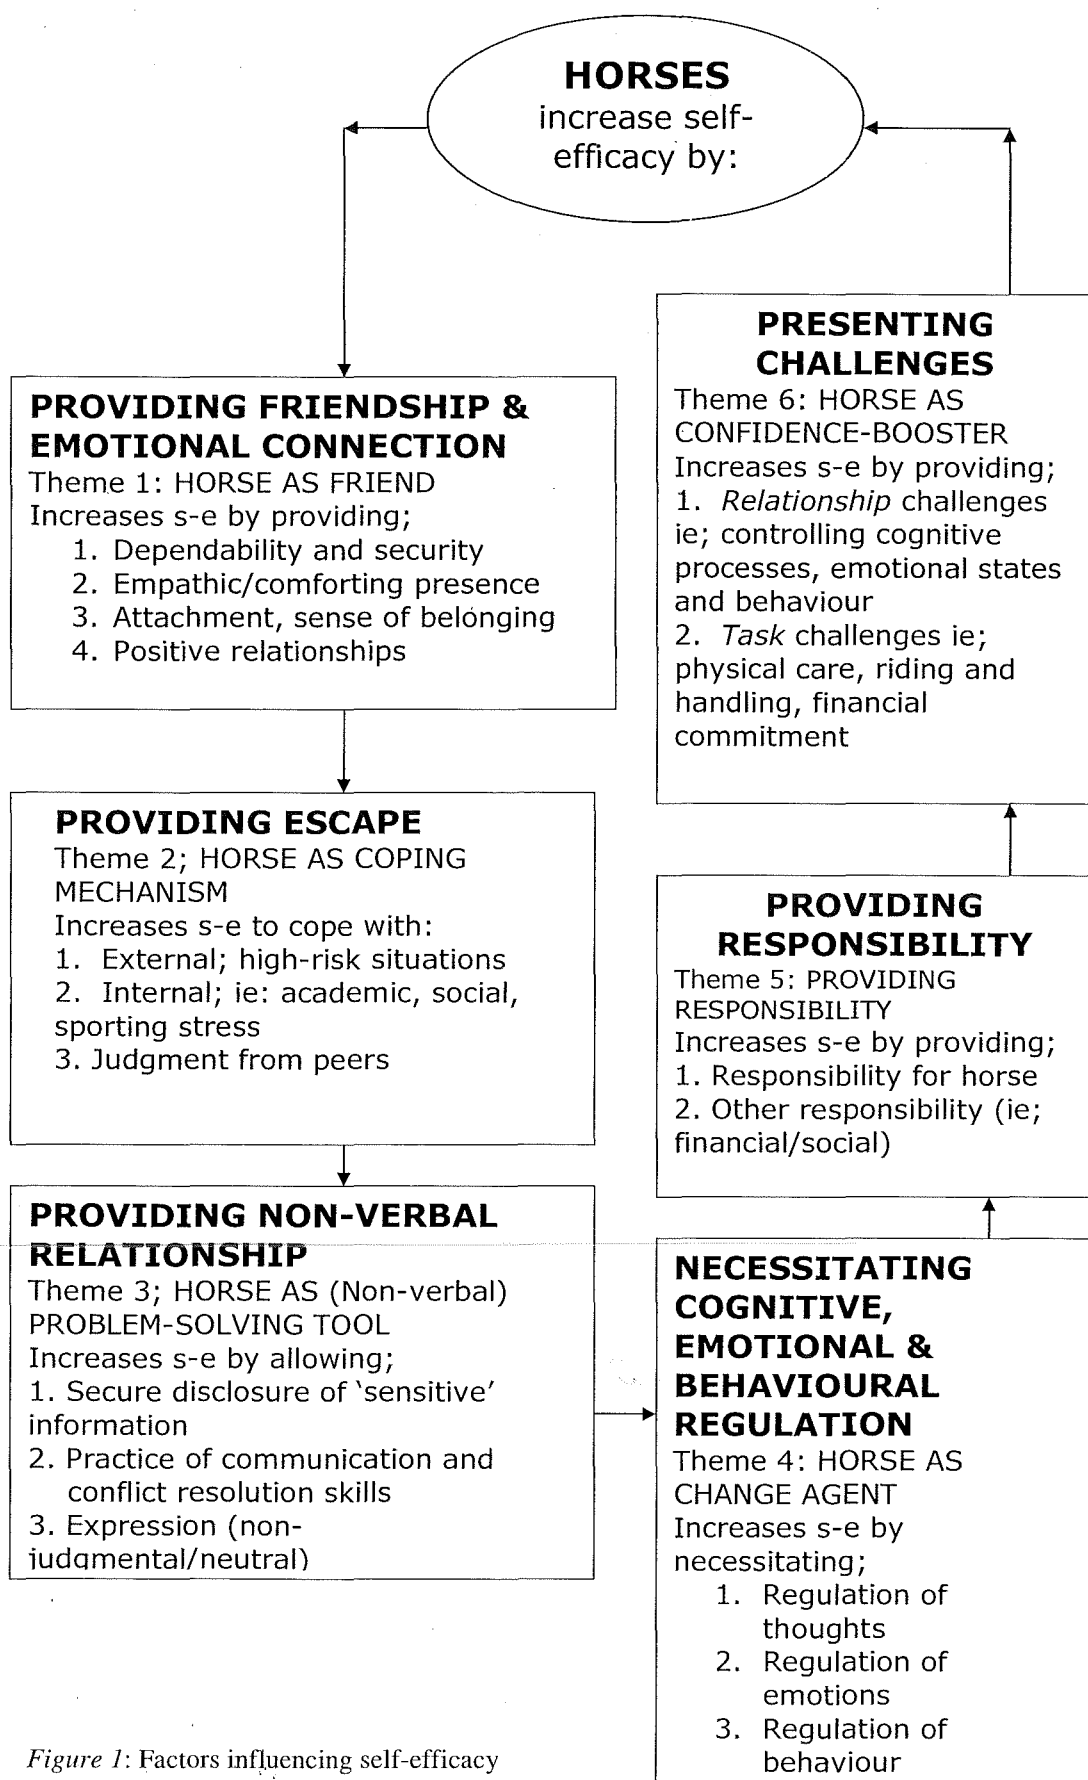 HORSES
increase self-
efficacy by:
PROVIDING FRIENDSHIP &
EMOTIONAL CONNECTION
Theme 1: HORSE AS FRIEND
Increases s-e by providing;
1. Dependability and security
2. Empathic/comforting presence
3. Attachment, sense of belonging
4. Positive relationships
PROVIDING ESCAPE
Theme 2; HORSE AS COPING
MECHANISM
Increases s-e to cope with:
1. External; high-risk situations
2. Internal; ie: academic, social,
sporting stress
3. Judgment from peers
PROVIDING NON-VERBAL
RELATIONSHIP
Theme 3; HORSE AS (Non-verbal)
PROBLEM-SOLVING TOOL
Increases s-e by allowing;
1. Secure disclosure of ‘sensitive’
information
2. Practice of communication and
conflict resolution skills
3. Expression (non-
judgmental/neutral)
NECESSITATING
COGNITIVE,
EMOTIONAL &
BEHAVIOURAL
REGULATION
Theme 4: HORSE AS
CHANGE AGENT
Increases s-e by
necessitating;
1. Regulation of
thoughts
2. Regulation of
emotions
3. Regulation of
behaviour
PROVIDING
RESPONSIBILITY
Theme 5: PROVIDING
RESPONSIBILITY
Increases s-e by providing;
1. Responsibility for horse
2. Other responsibility (ie;
financial/social)
PRESENTING
CHALLENGES
Theme 6: HORSE AS
CONFIDENCE-BOOSTER
Increases s-e by providing;
1. Relationship challenges
ie; controlling cognitive
processes, emotional states
and behaviour
2. Task challenges ie;
physical care, riding and
handling, financial
commitment
Figure 1: Factors influencing self-efficacy